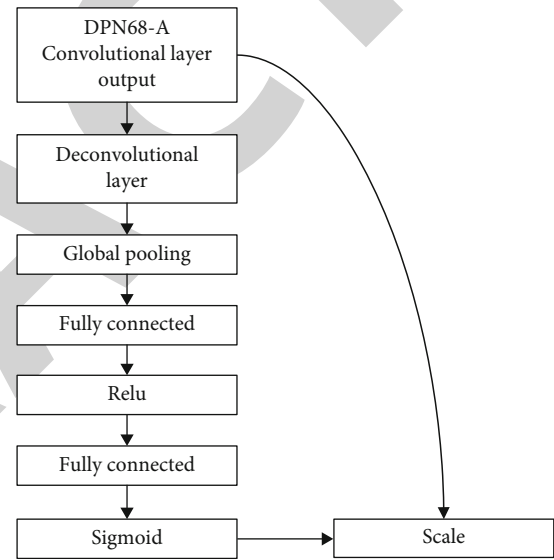 DPN68-A
Convolutional layer
output
Deconvolutional
layer
Global pooling
Fully connected
Relu
Fully connected
Sigmoid
Scale